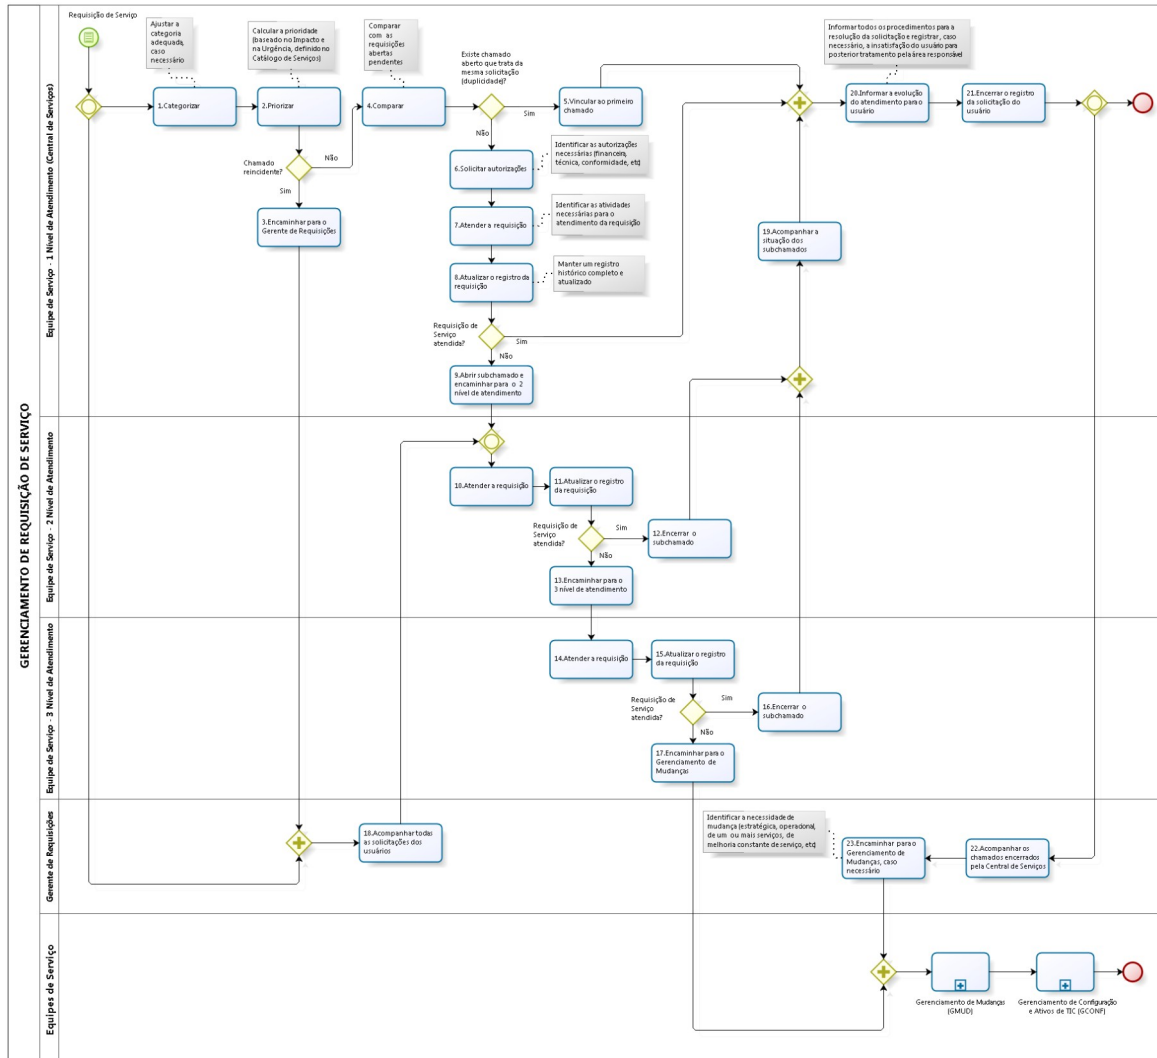 GERENCIAMENTO DE REQUISIÇÃO DE SERVIÇO
Equipe de Serviço - 1 Nível de Atendimento (Central de Serviços)
Requisição de Serviço
Ajustar a
categoria
adequada,
caso
necessário
1.Categorizar
Calcular a prioridade
(baseado no Impacto e
na Urgência, definido no
Catálogo de Serviços)
2.Priorizar
Chamado
reincidente?
Não
Sim
3.Encaminhar para o
Gerente de Requisições
Comparar
com as
requisições
abertas
pendentes
4.Comparar
Existe chamado
aberto que trata da
mesma solicitação
(duplicidade)?
Sim
Não
5.Vincular ao primeiro
chamado
6.Solicitar autorizações
Identificar as autorizações
necessárias (financeira,
técnica, conformidade, etc)
7.Atender a requisição
Identificar as atividades
necessárias para o
atendimento da requisição
8.Atualizar o registro da
requisição
Manter um registro
histórico completo e
atualizado
Requisição de
Serviço
atendida?
Sim
Não
9.Abrir subchamado e
encaminhar para o 2
nível de atendimento
19.Acompanhar a
situação dos
subchamados
Informar todos os procedimentos para a
resolução da solicitação e registrar, caso
necessário, a insatisfação do usuário para
posterior tratamento pela área responsável
20.Informar a evolução
do atendimento para o
usuário
21.Encerrar o registro
da solicitação do
usuário
Equipe de Serviço - 2 Nível de Atendimento
10.Atender a requisição
11.Atualizar o registro
da requisição
Requisição de
Serviço
atendida?
Sim
Não
12.Encerrar o
subchamado
13.Encaminhar para o
3 nível de atendimento
Equipe de Serviço - 3 Nível de Atendimento
14.Atender a requisição
15.Atualizar o registro
da requisição
Requisição de
Serviço
atendida?
Sim
Não
16.Encerrar o
subchamado
17.Encaminhar para o
Gerenciamento de
Mudanças
Gerente de Requisições
18.Acompanhar todas
as solicitações dos
usuários
Identificar a necessidade de
mudança (estratégica, operacional,
de um ou mais serviços, de
melhoria constante de serviço, etc)
23.Encaminhar para o
Gerenciamento de
Mudanças, caso
necessário
22.Acompanhar os
chamados encerrados
pela Central de Serviços
Equipes de Serviço
Gerenciamento de Mudanças
(GMUD)
Gerenciamento de Configuração
e Ativos de TIC (GCONF)